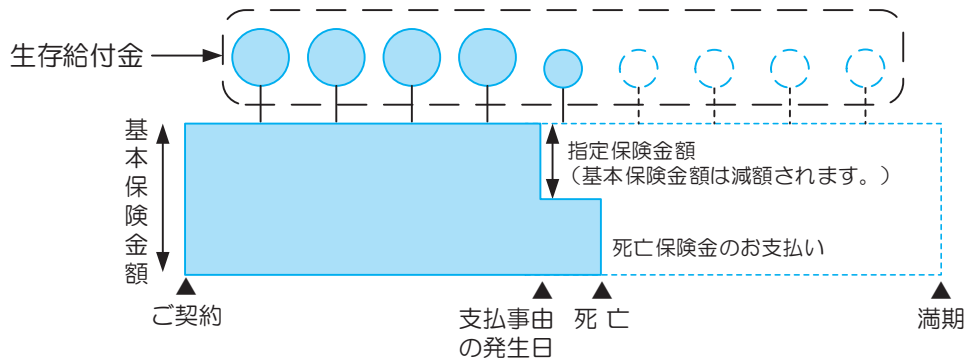 生存給付金
基本保険金額
指定保険金額
（基本保険金額は減額されます。）
死亡保険金のお支払い
ご契約
支払事由
の発生日
死 亡
満期